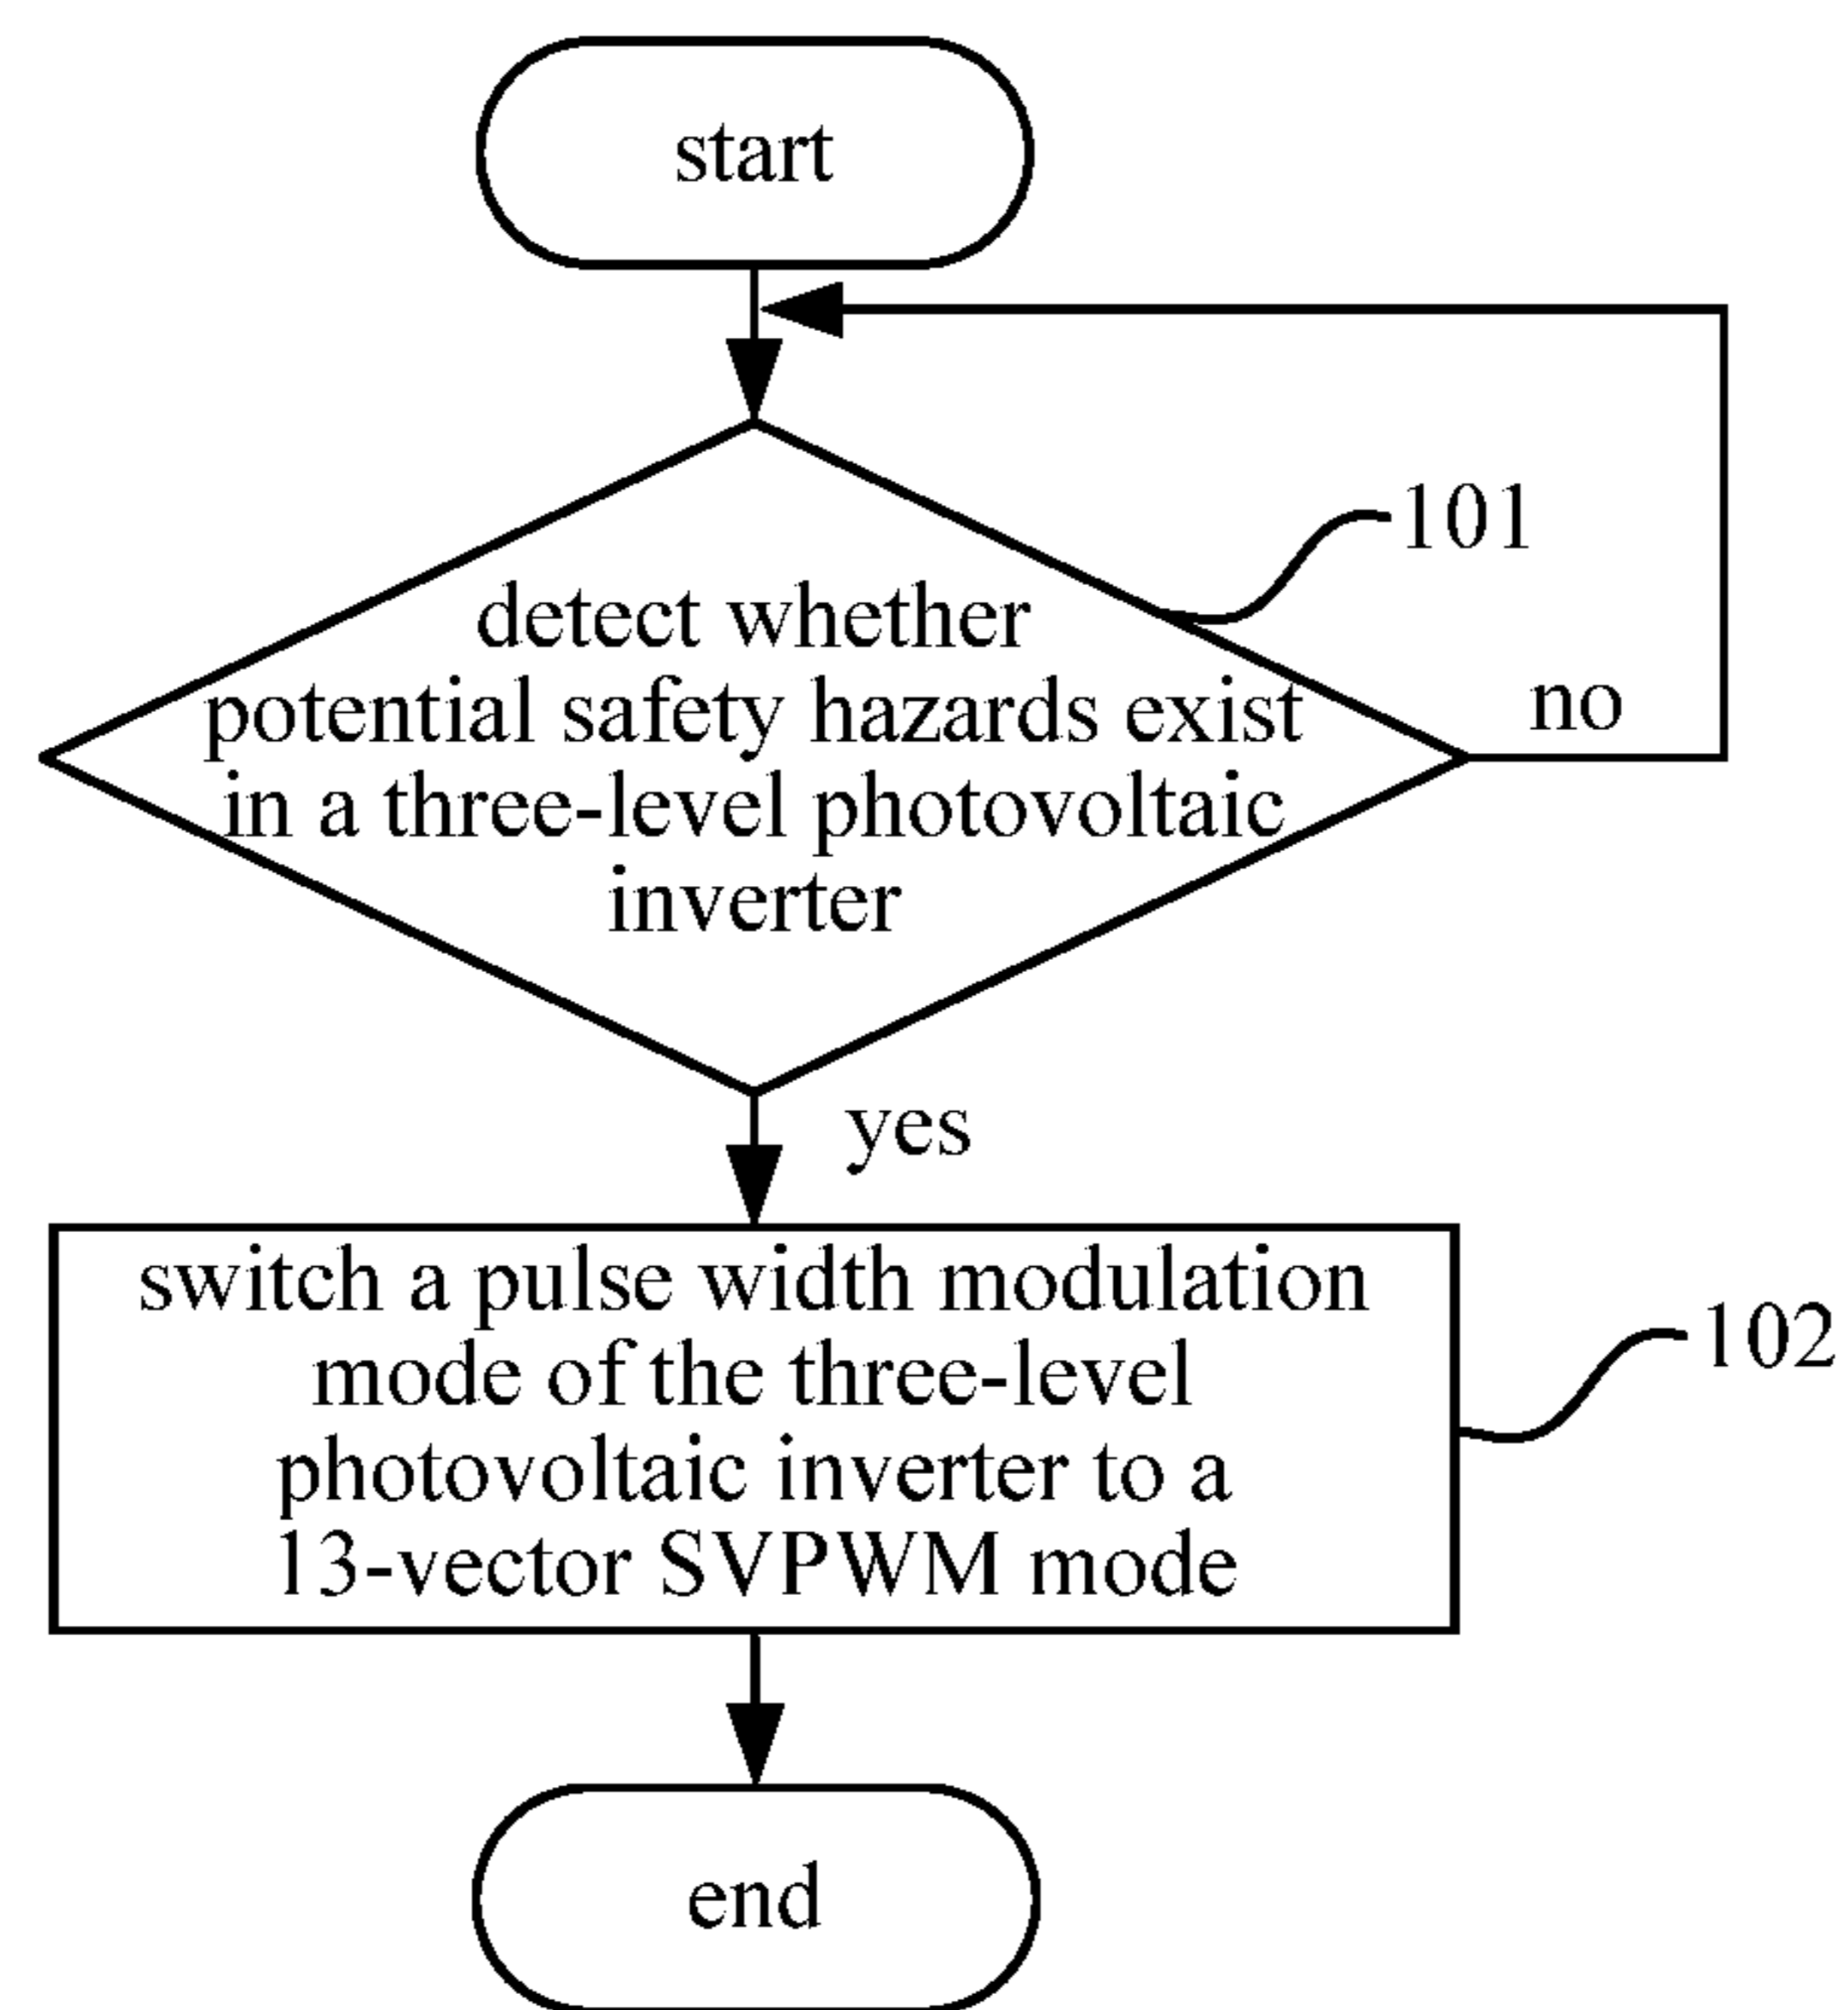 start
101
detect whether
potential safety hazards exist
in a three-level photovoltaic
inverter
no
yes
switch a pulse width modulation
mode of the three-level
photovoltaic inverter to a
13-vector SVPWM mode
102
end